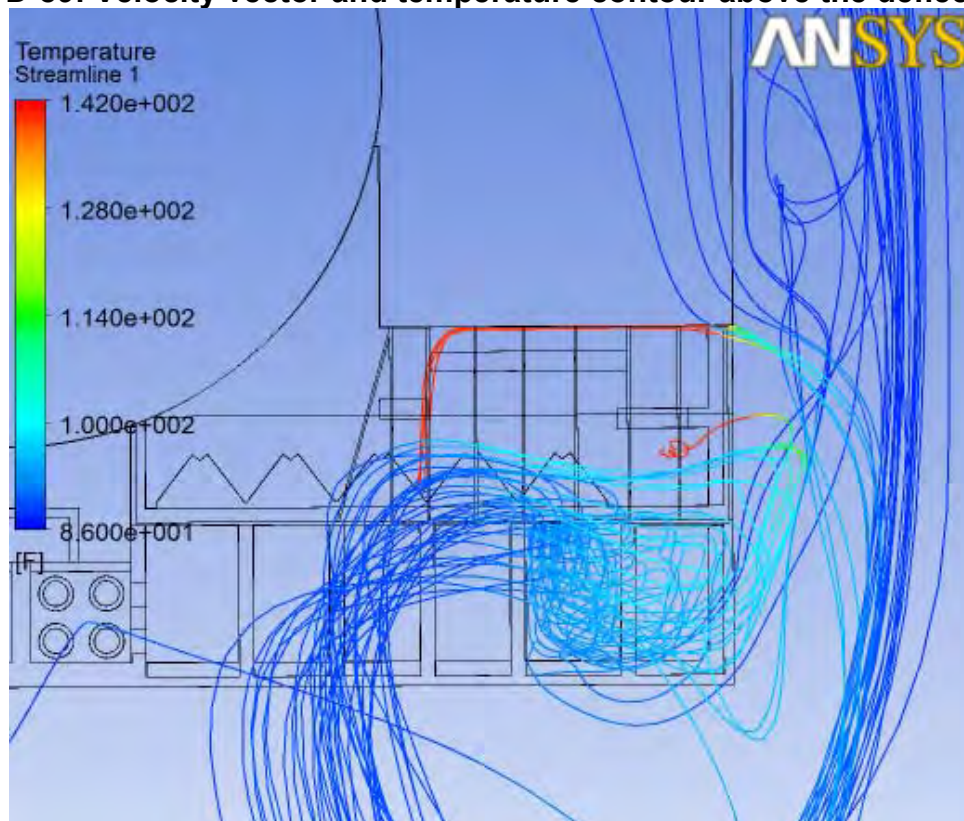 Velocity vector and temperature contour above the
ANSYS
Temperature
Streamline 1
1.420e+002
1.280e+002
1.140e+002
1.000e+002
8.600e+001
[F]